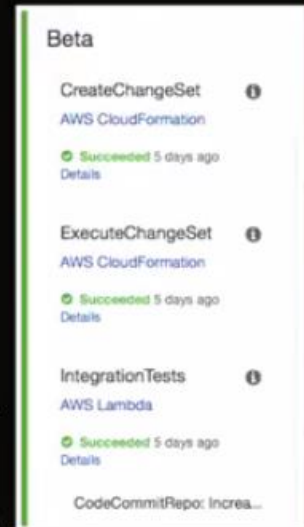 Beta
CreateChangeSet
AWS CloudFormation
Succeeded 5 days ago
Details
ExecuteChangeSet
AWS CloudFormation
Succeeded 5 days ago
Details
IntegrationTests
AWS Lambda
Succeeded 5 days ago
Details
CodeCommitRepo: Increa...